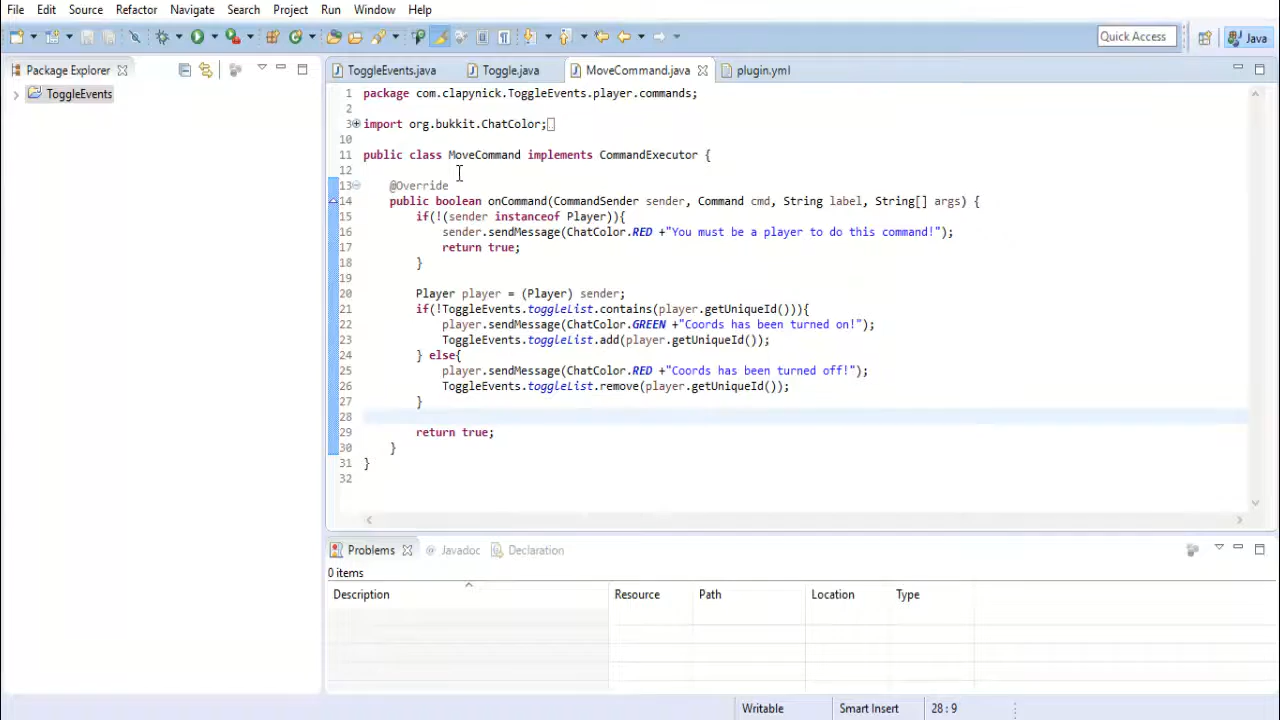 File Edit Source Refactor Navigate Search Project Run Window Help
Quick Access
Java
Package Explorer
ToggleEvents
ToggleEvents.java Toggle.java MoveCommand.java plugin.yml
1 package com.clapynick.ToggleEvents.player.commands;
2
3 import org.bukkit.ChatColor;
10
11 public class MoveCommand implements CommandExecutor {
12
13 @Override
14 public boolean onCommand(CommandSender sender, Command cmd, String label, String[] args) {
15 if(!(sender instanceof Player)){
16 sender.sendMessage(ChatColor.RED +"You must be a player to do this command!");
17 return true;
18 }
19
20 Player player = (Player) sender;
21 if(!ToggleEvents.toggleList.contains(player.getUniqueId())){
22 player.sendMessage(ChatColor.GREEN +"Coords has been turned on!");
23 ToggleEvents.toggleList.add(player.getUniqueId());
24 } else{
25 player.sendMessage(ChatColor.RED +"Coords has been turned off!");
26 ToggleEvents.toggleList.remove(player.getUniqueId());
27 }
28
29 return true;
30 }
31 }
32
Problems @ Javadoc Declaration
0 items
Description Resource Path Location Type
Writable Smart Insert 28 : 9